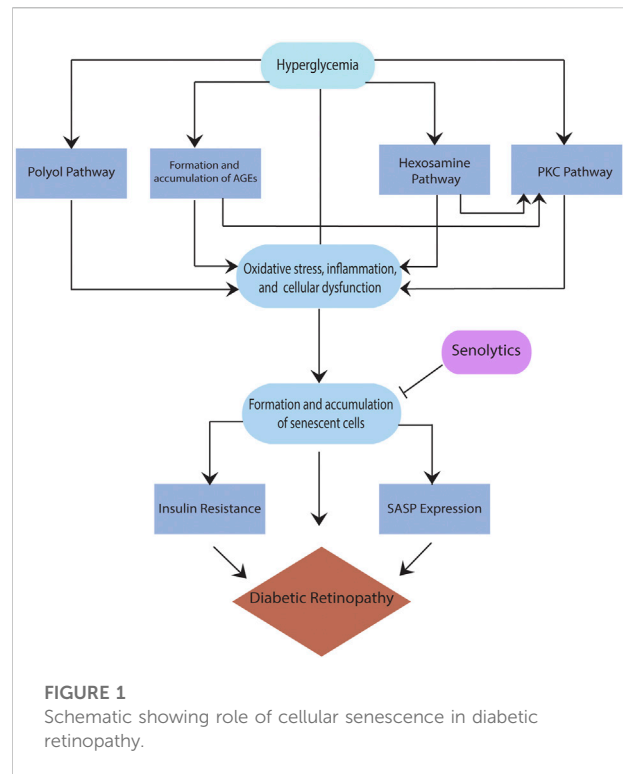 Hyperglycemia
Polyol Pathway
Formation and
accumulation of AGEs
Hexosamine
Pathway
PKC Pathway
Oxidative stress, inflammation,
and cellular dysfunction
Senolytics
Formation and accumulation
of senescent cells
Insulin Resistance
SASP Expression
Diabetic Retinopathy
FIGURE 1
Schematic showing role of cellular senescence in diabetic
retinopathy.